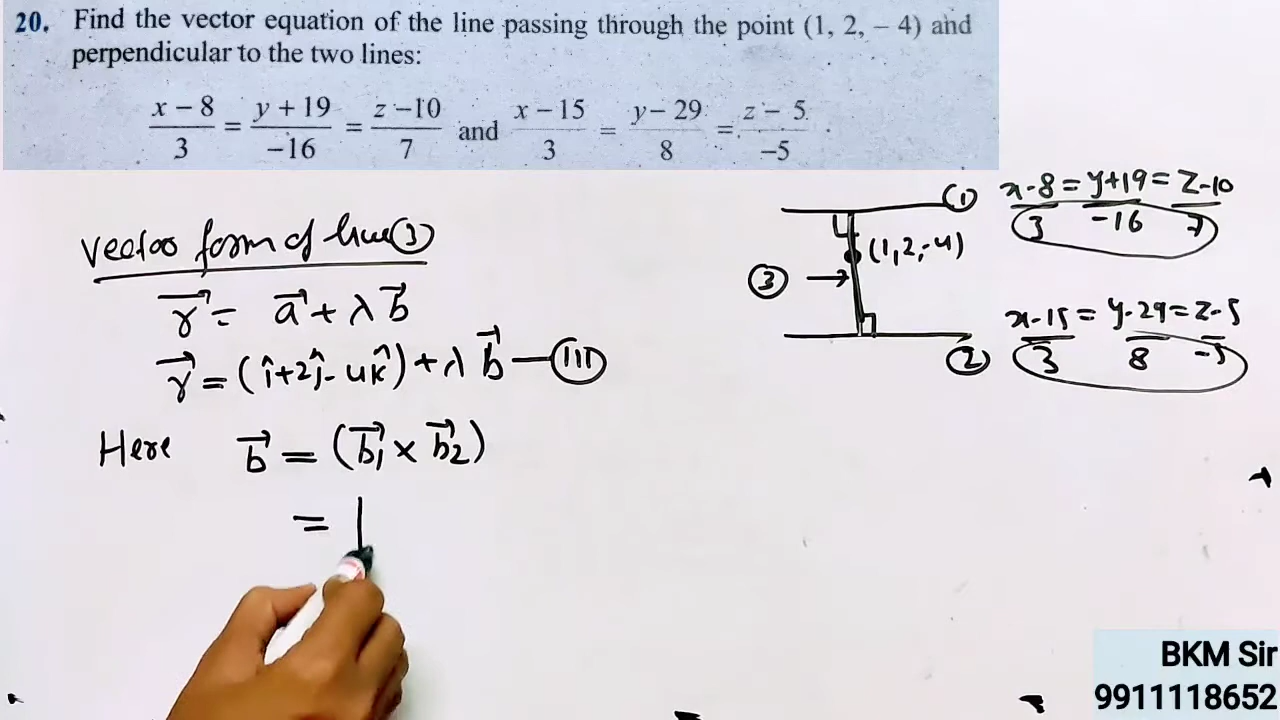 20. Find the vector equation of the line passing through the point (1, 2, – 4) and
perpendicular to the two lines:
x – 8 / 3 = y + 19 / –16 = z –10 / 7 and x – 15 / 3 = y – 29 / 8 = z – 5 / –5
vector form of line (3)
r⃗ = a⃗ + λ b⃗
r⃗ = (î+2ĵ-4k̂) + λ b⃗ — (III)
Here b⃗ = (b⃗₁ × b⃗₂)
= |
(1) x-8 / 3 = y+19 / -16 = z-10 / 7
(1,2,-4)
(3) →
(2) x-15 / 3 = y-29 / 8 = z-5 / -5
BKM Sir
9911118652